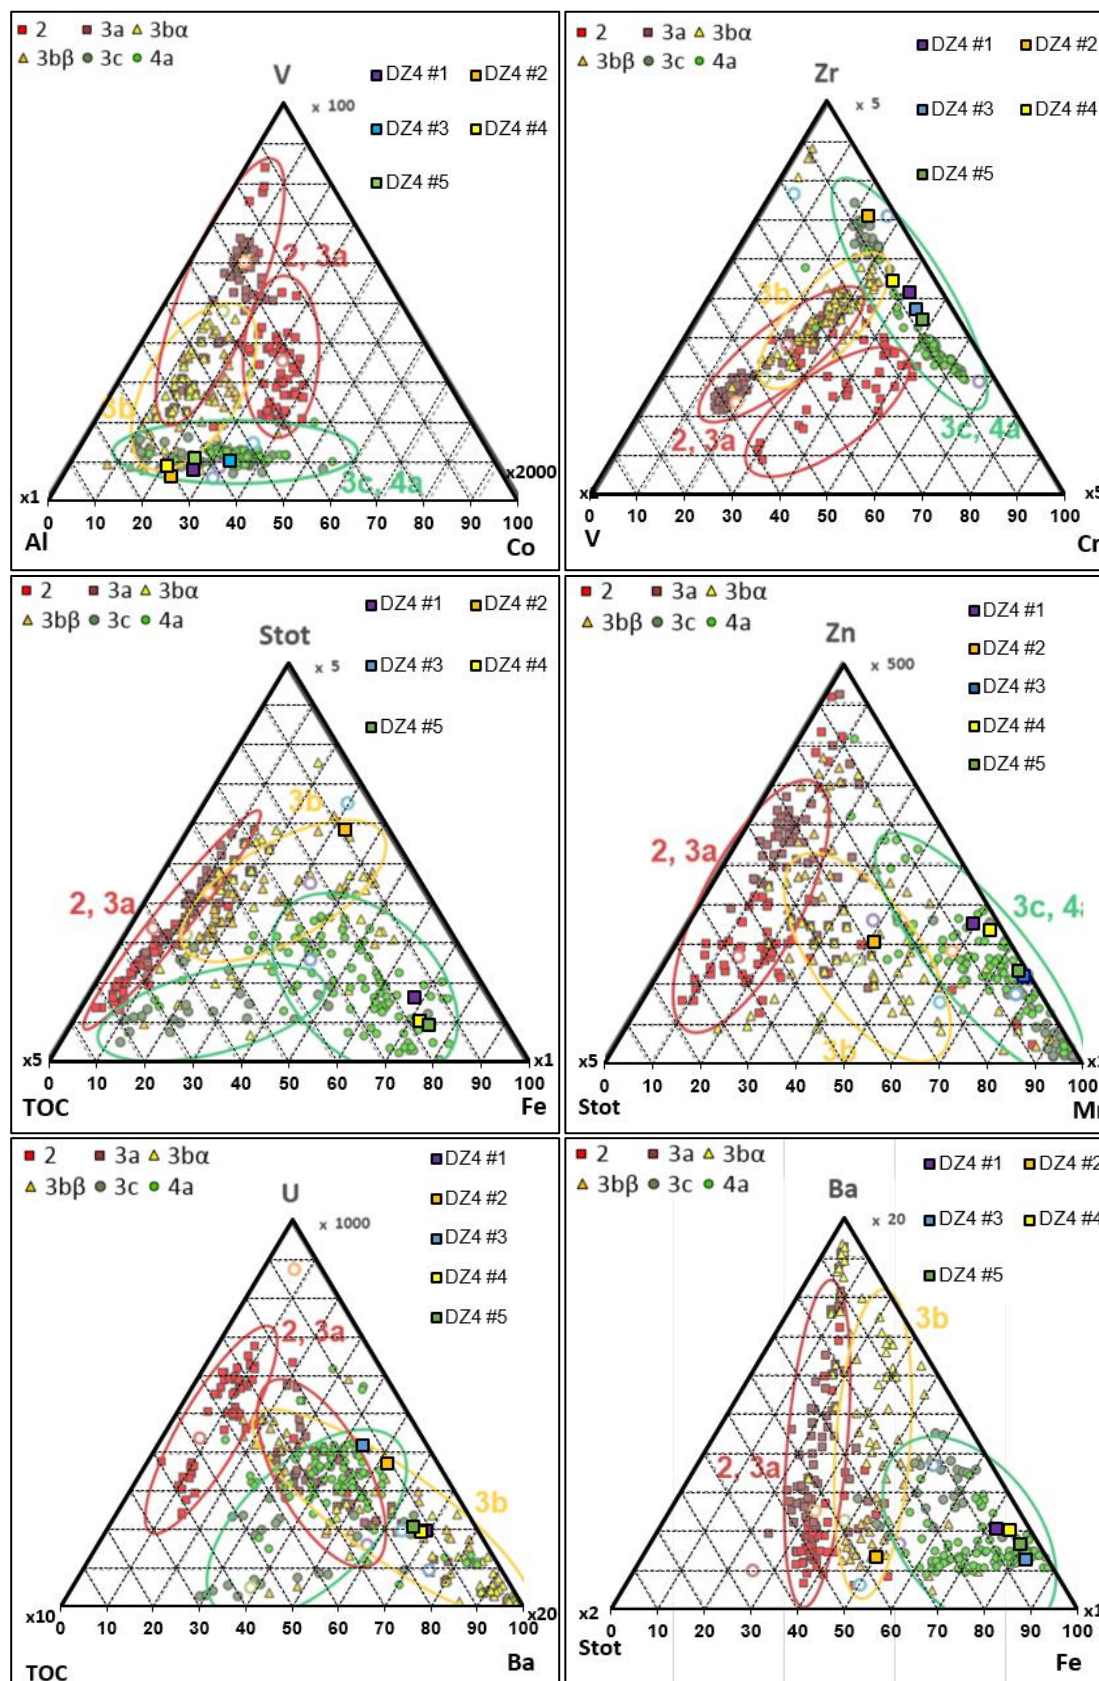 2 3a 3bα
3bβ 3c 4a
DZ4 #1 DZ4 #2
DZ4 #3 DZ4 #4
DZ4 #5
V
x 100
2, 3a
3b
3c, 4a
x1 x2000
0 10 20 30 40 50 60 70 80 90 100
Al Co
2 3a 3bα
3bβ 3c 4a
DZ4 #1 DZ4 #2
DZ4 #3 DZ4 #4
DZ4 #5
Zr
x 5
3b
2, 3a
3c, 4a
x x5
0 10 20 30 40 50 60 70 80 90 100
V Cr
2 3a 3bα
3bβ 3c 4a
DZ4 #1 DZ4 #2
DZ4 #3 DZ4 #4
DZ4 #5
Stot
x 5
3b
2, 3a
x5 x1
0 10 20 30 40 50 60 70 80 90 100
TOC Fe
2 3a 3bα
3bβ 3c 4a
DZ4 #1
DZ4 #2
DZ4 #3
DZ4 #4
DZ4 #5
Zn
x 500
2, 3a
3c, 4
3b
x5 x1
0 10 20 30 40 50 60 70 80 90 100
Stot
2 3a 3bα
3bβ 3c 4a
DZ4 #1
DZ4 #2
DZ4 #3
DZ4 #4
DZ4 #5
U
x 1000
2, 3a
3b
x10 x20
0 10 20 30 40 50 60 70 80 90 100
TOC Ba
2 3a 3bα
3bβ 3c 4a
DZ4 #1 DZ4 #2
DZ4 #3 DZ4 #4
DZ4 #5
Ba
x 20
3b
2, 3a
x2 x1
0 10 20 30 40 50 60 70 80 90 100
Stot Fe